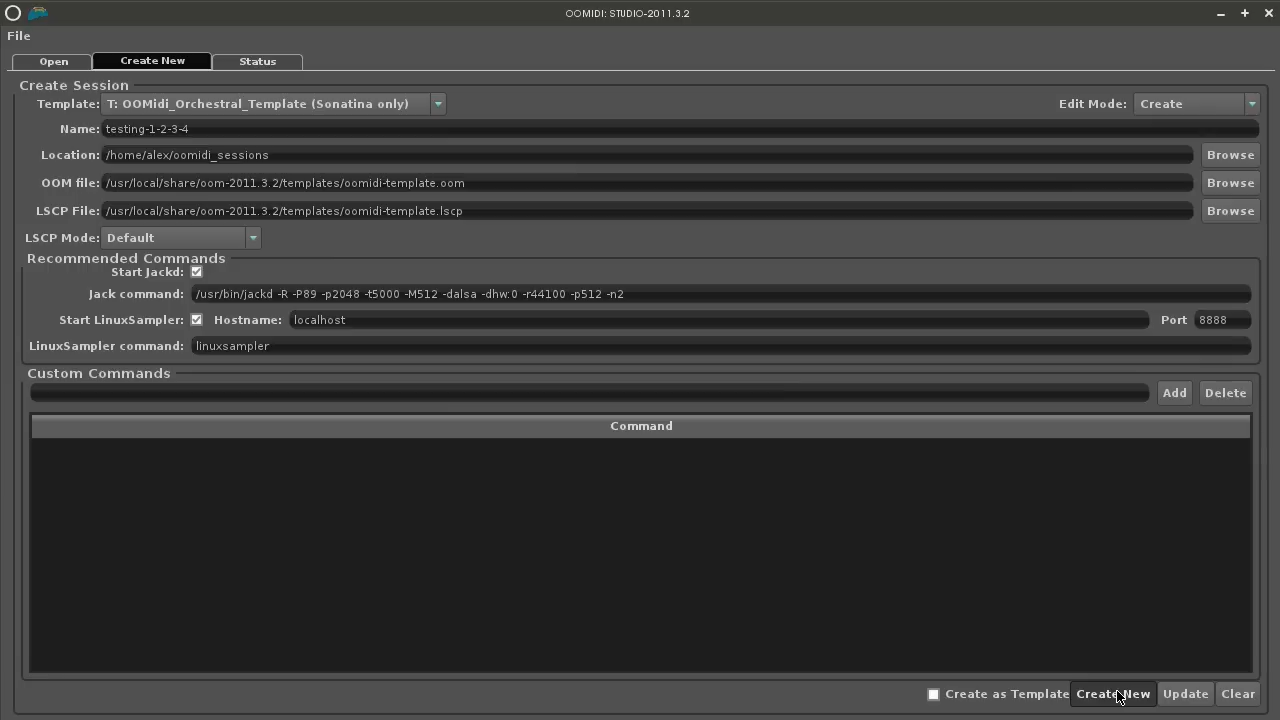 OOMIDI: STUDIO-2011.3.2
File
Open Create New Status
Create Session
Template: T: OOMidi_Orchestral_Template (Sonatina only) Edit Mode: Create
Name: testing-1-2-3-4
Location: /home/alex/oomidi_sessions Browse
OOM file: /usr/local/share/oom-2011.3.2/templates/oomidi-template.oom Browse
LSCP File: /usr/local/share/oom-2011.3.2/templates/oomidi-template.lscp Browse
LSCP Mode: Default
Recommended Commands
Start Jackd:
Jack command: /usr/bin/jackd -R -P89 -p2048 -t5000 -M512 -dalsa -dhw:0 -r44100 -p512 -n2
Start LinuxSampler: Hostname: localhost Port 8888
LinuxSampler command: linuxsampler
Custom Commands
Add Delete
Command
Create as Template Create New Update Clear